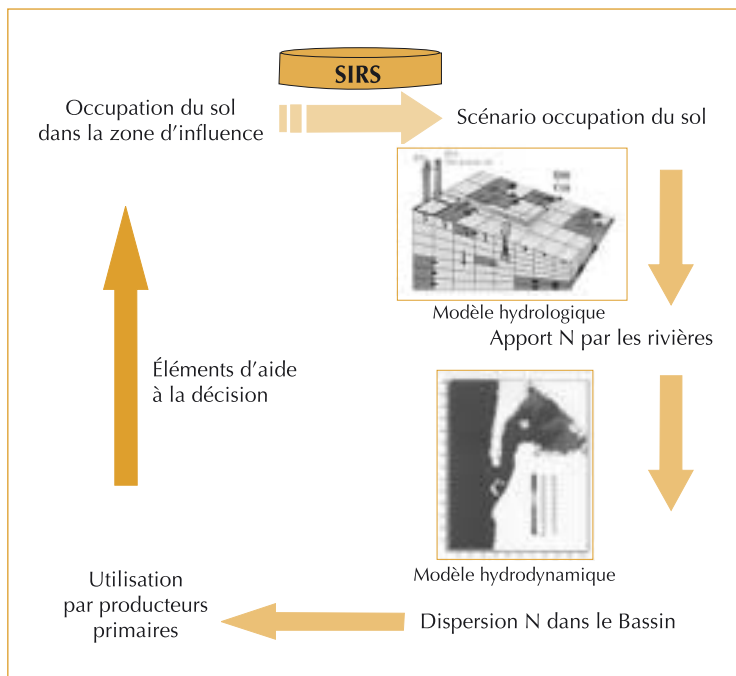 SIRS
Occupation du sol
dans la zone d’influence
Scénario occupation du sol
Modèle hydrologique
Apport N par les rivières
Éléments d’aide
à la décision
Modèle hydrodynamique
Utilisation
par producteurs
primaires
Dispersion N dans le Bassin